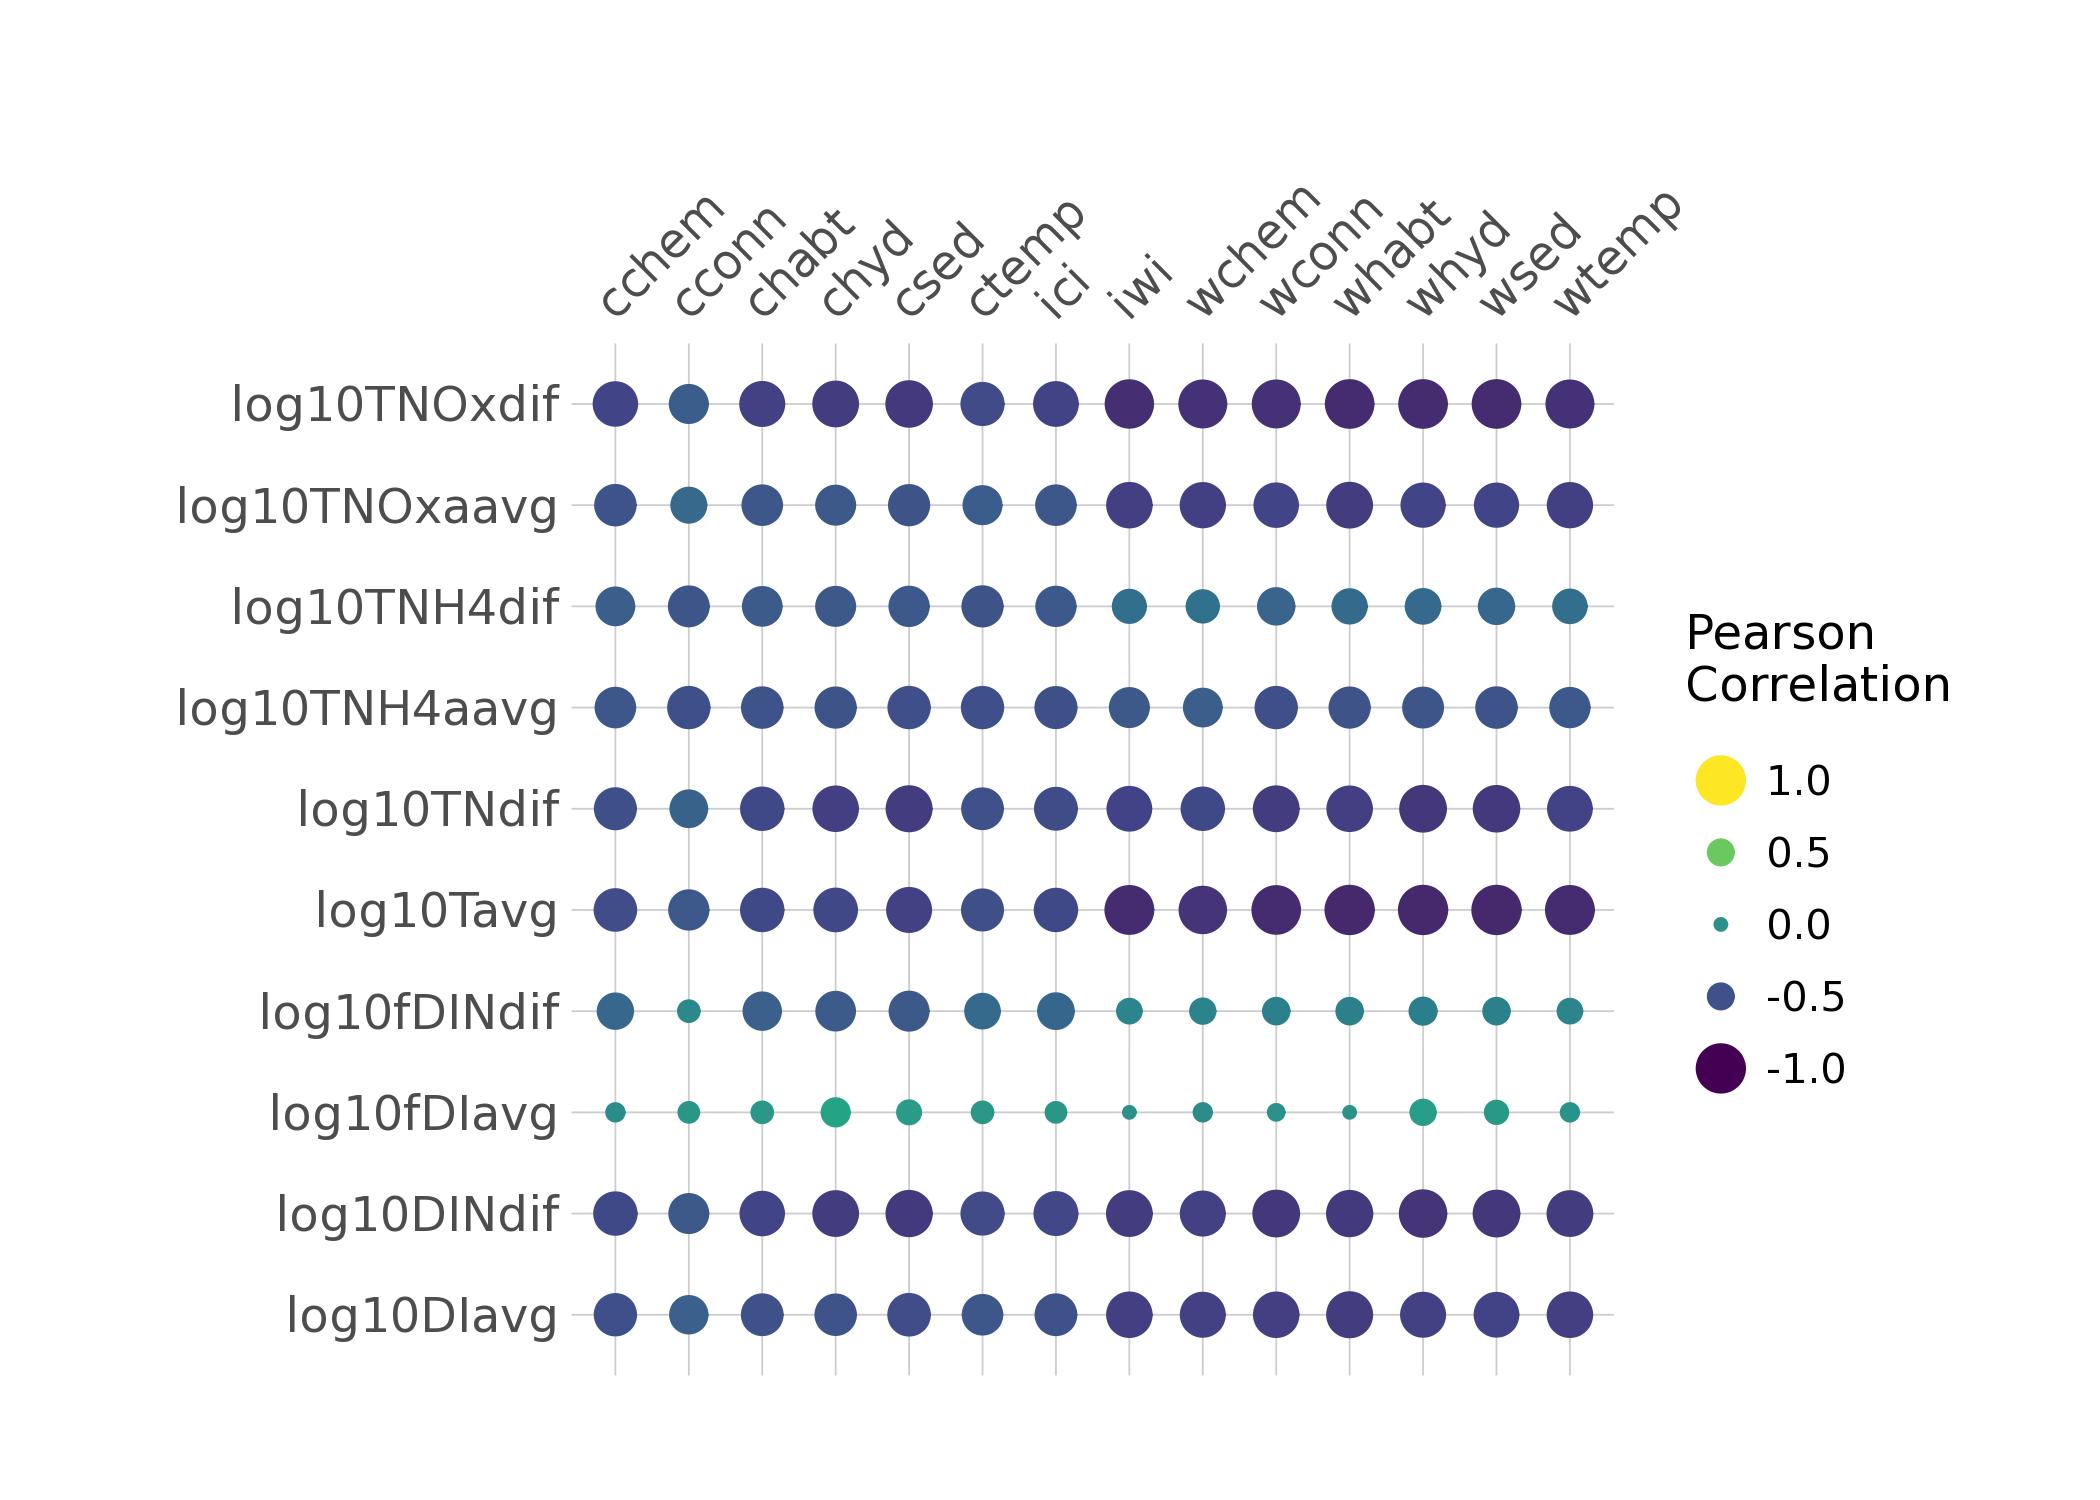 cchem
cconn
chabt
chyd
csed
ctemp
ici
iwi
wchem
wconn
whabt
whyd
wsed
wtemp
log10TNOxdif
log10TNOxaavg
log10TNH4dif
log10TNH4aavg
log10TNdif
log10Tavg
log10fDINdif
log10fDIavg
log10DINdif
log10DIavg
Pearson
Correlation
1.0
0.5
0.0
-0.5
-1.0